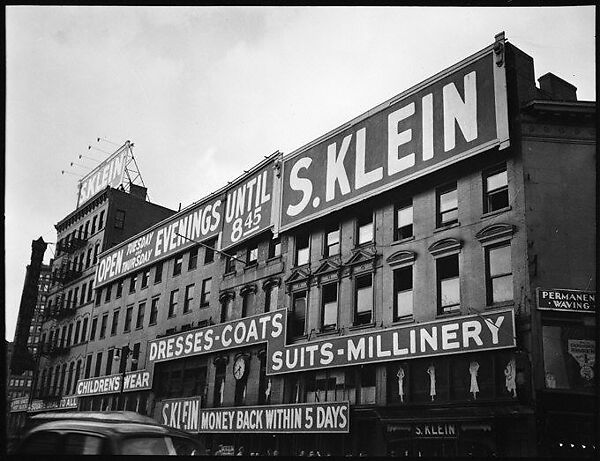 S. KLEIN
S. KLEIN
OPEN TUESDAY THURSDAY EVENINGS UNTIL 8:45
PERMANENT
WAVING
DRESSES-COATS
SUITS-MILLINERY
CHILDRENS WEAR
S. KLEIN MONEY BACK WITHIN 5 DAYS
S. KLEIN